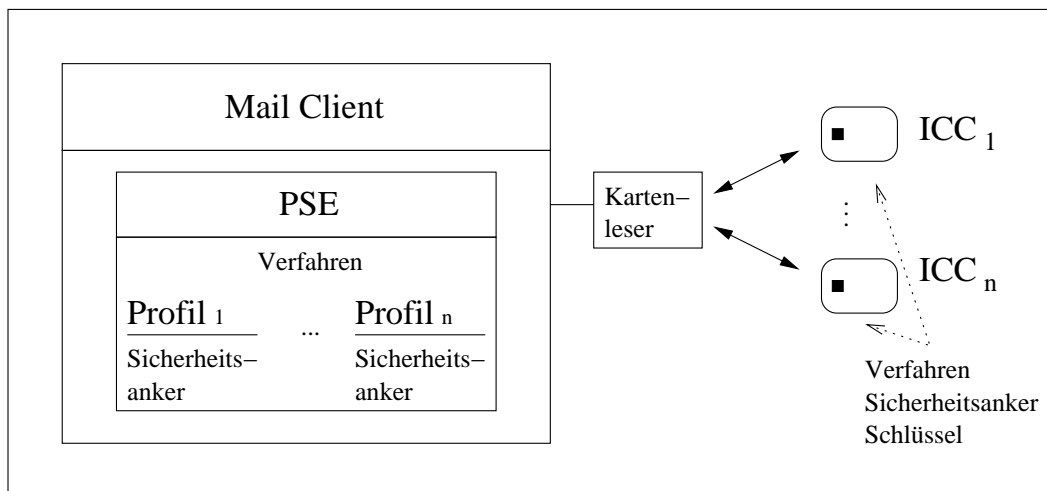 Mail Client
PSE
Verfahren
Profil 1 ... Profil n
Sicherheits–
anker
Sicherheits–
anker
Karten–
leser
ICC 1
ICC n
Verfahren
Sicherheitsanker
Schlüssel